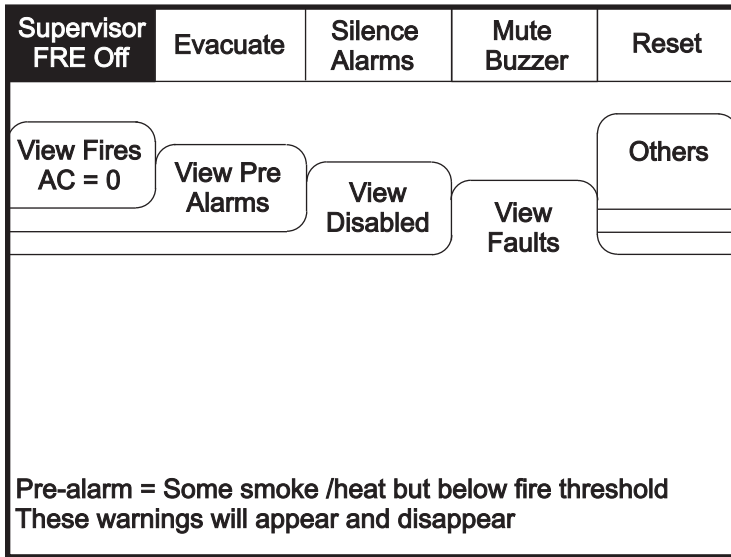 Supervisor
FRE Off
Evacuate
Silence
Alarms
Mute
Buzzer
Reset
View Fires
AC = 0
View Pre
Alarms
View
Disabled
View
Faults
Others
Pre-alarm = Some smoke /heat but below fire threshold
These warnings will appear and disappear